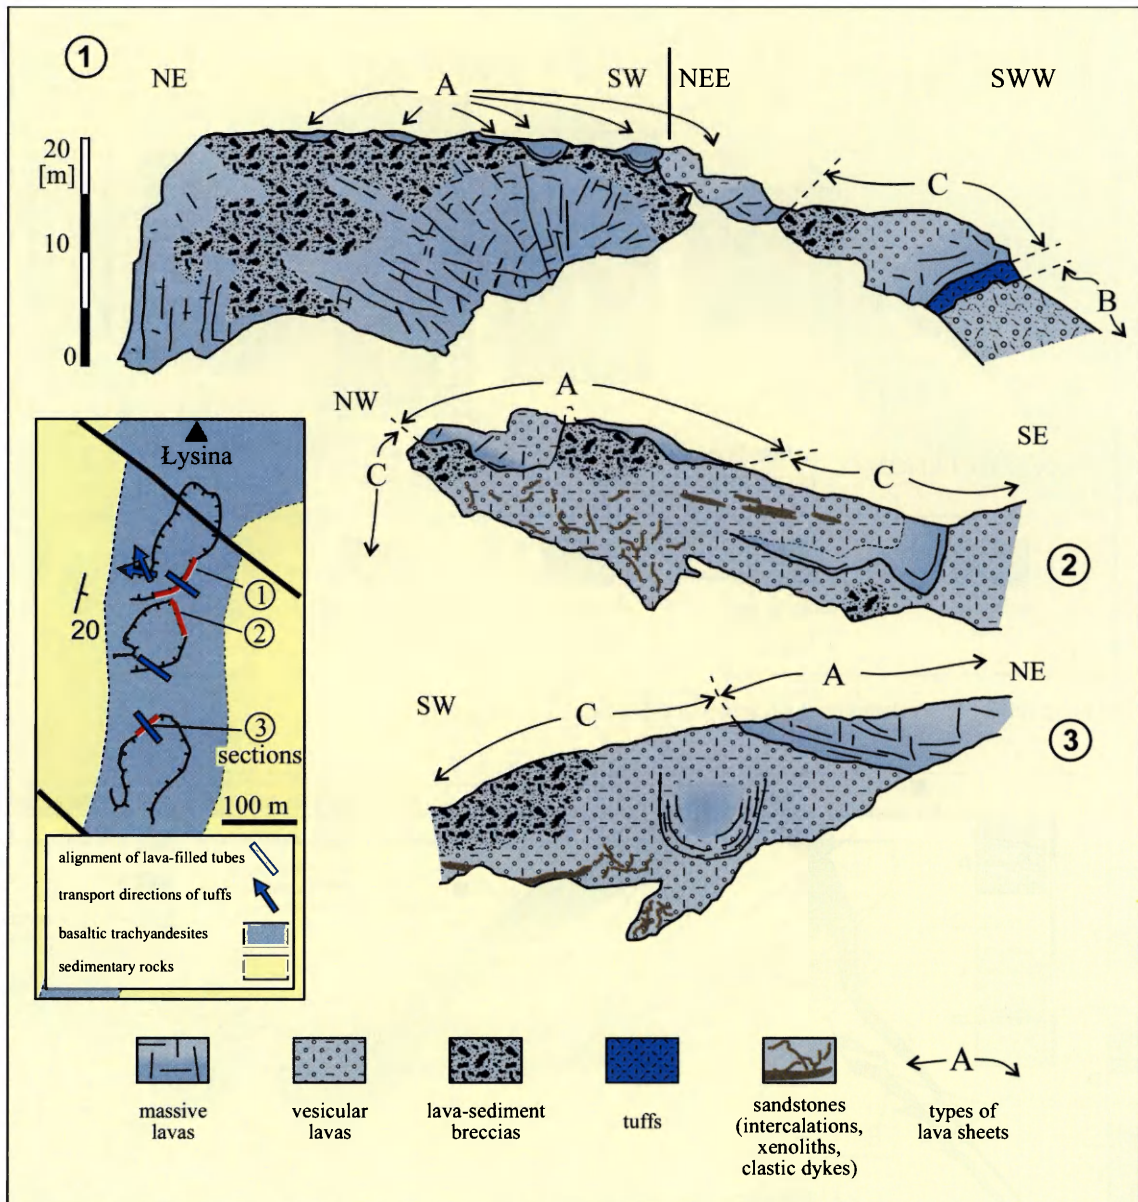 1
NE
A
SW
NEE
SWW
20
[m]
10
0
C
B
NW
A
SE
C
C
2
Łysina
1
2
20
3
sections
100 m
alignment of lava-filled tubes
transport directions of tuffs
basaltic trachyandesites
sedimentary rocks
SW
C
A
NE
3
A
massive
lavas
vesicular
lavas
lava-sediment
breccias
tuffs
sandstones
(intercalations,
xenoliths,
clastic dykes)
types of
lava sheets